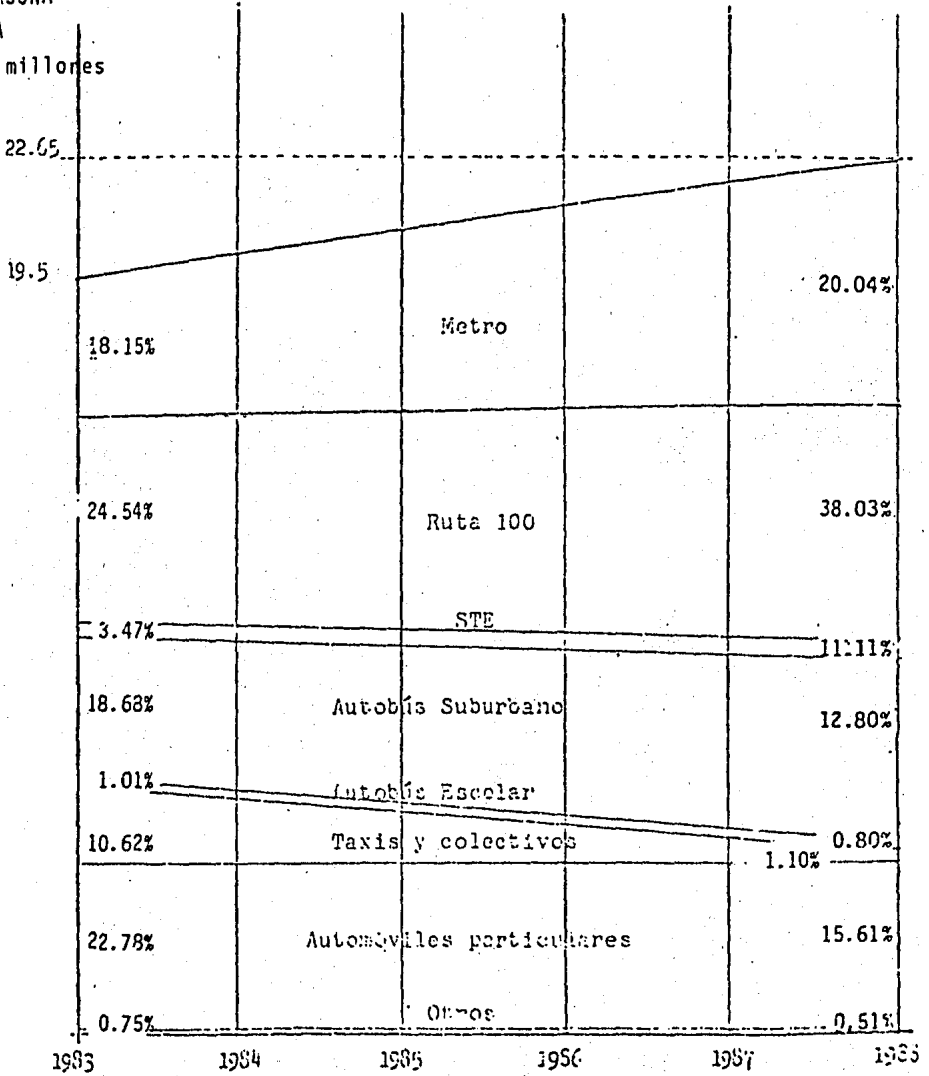 millones
22.65
19.5
20.04%
Metro
18.15%
24.54%
Ruta 100
38.03%
STE
3.47%
11.11%
18.68%
Autobús Suburbano
12.80%
1.01%
Autobús Escolar
10.62%
Taxis y colectivos
0.80%
1.10%
22.78%
Automóviles particulares
15.61%
Otros
0.75%
0,51%
1983 1984 1985 1986 1987 1988